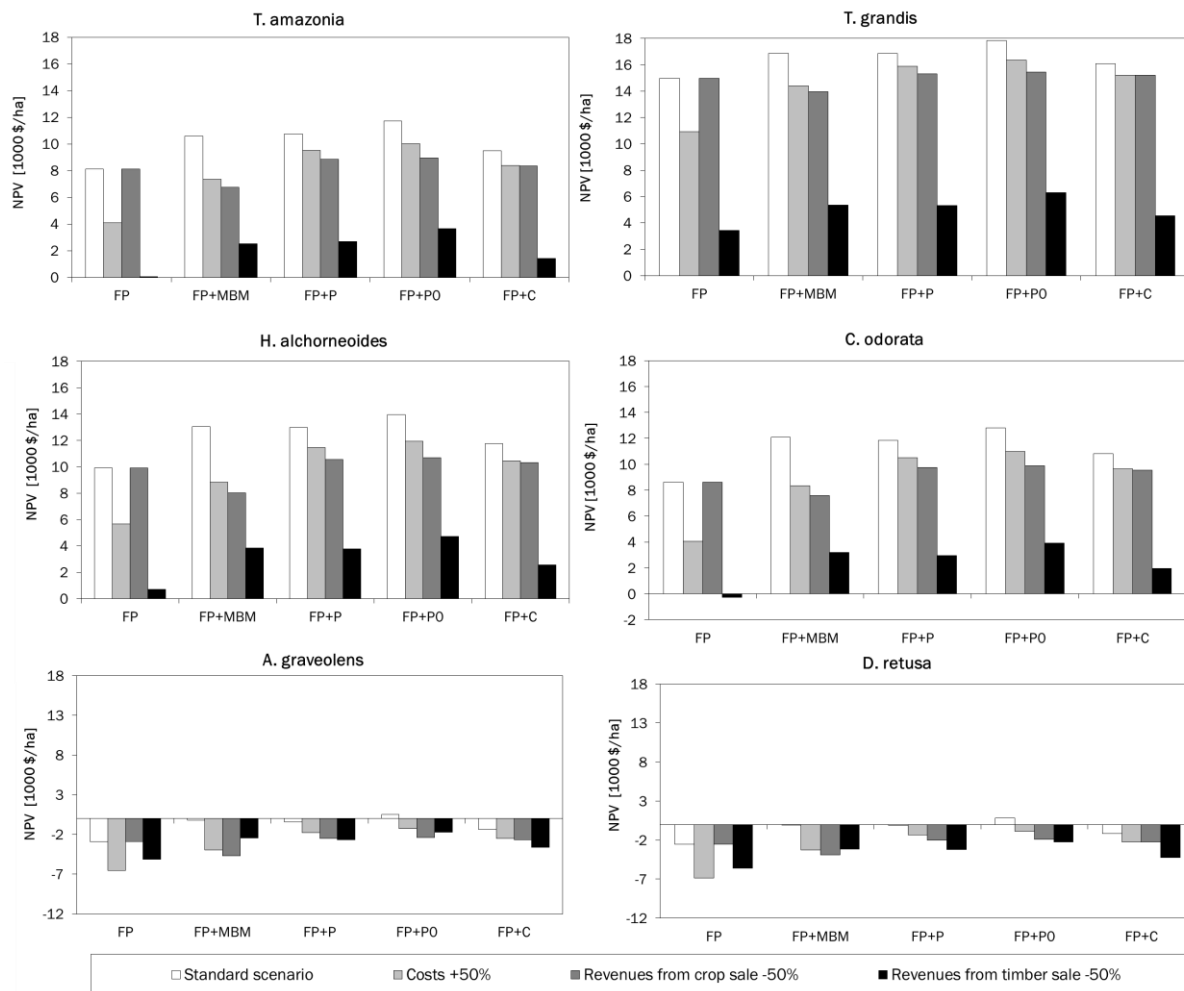 T. amazonia
NPV [1000 $/ha]
18
16
14
12
10
8
6
4
2
0
FP FP+MBM FP+P FP+PO FP+C
T. grandis
NPV [1000 $/ha]
18
16
14
12
10
8
6
4
2
0
FP FP+MBM FP+P FP+PO FP+C
H. alchorneoides
NPV [1000 $/ha]
18
16
14
12
10
8
6
4
2
0
FP FP+MBM FP+P FP+PO FP+C
C. odorata
NPV [1000 $/ha]
18
16
14
12
10
8
6
4
2
0
-2
FP FP+MBM FP+P FP+PO FP+C
A. graveolens
NPV [1000 $/ha]
18
13
8
3
-2
-7
-12
FP FP+MBM FP+P FP+PO FP+C
D. retusa
NPV [1000 $/ha]
18
13
8
3
-2
-7
-12
FP FP+MBM FP+P FP+PO FP+C
Standard scenario Costs +50% Revenues from crop sale -50% Revenues from timber sale -50%